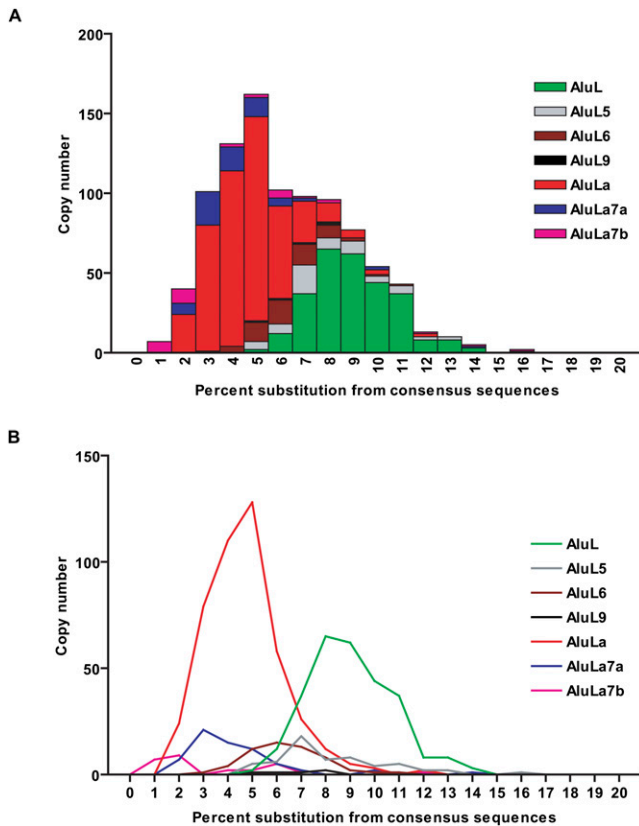 A
200
150
100
50
0
Copy number
AluL
AluL5
AluL6
AluL9
AluLa
AluLa7a
AluLa7b
0 1 2 3 4 5 6 7 8 9 10 11 12 13 14 15 16 17 18 19 20
Percent substitution from consensus sequences
B
150
100
50
0
Copy number
AluL
AluL5
AluL6
AluL9
AluLa
AluLa7a
AluLa7b
0 1 2 3 4 5 6 7 8 9 10 11 12 13 14 15 16 17 18 19 20
Percent substitution from consensus sequences